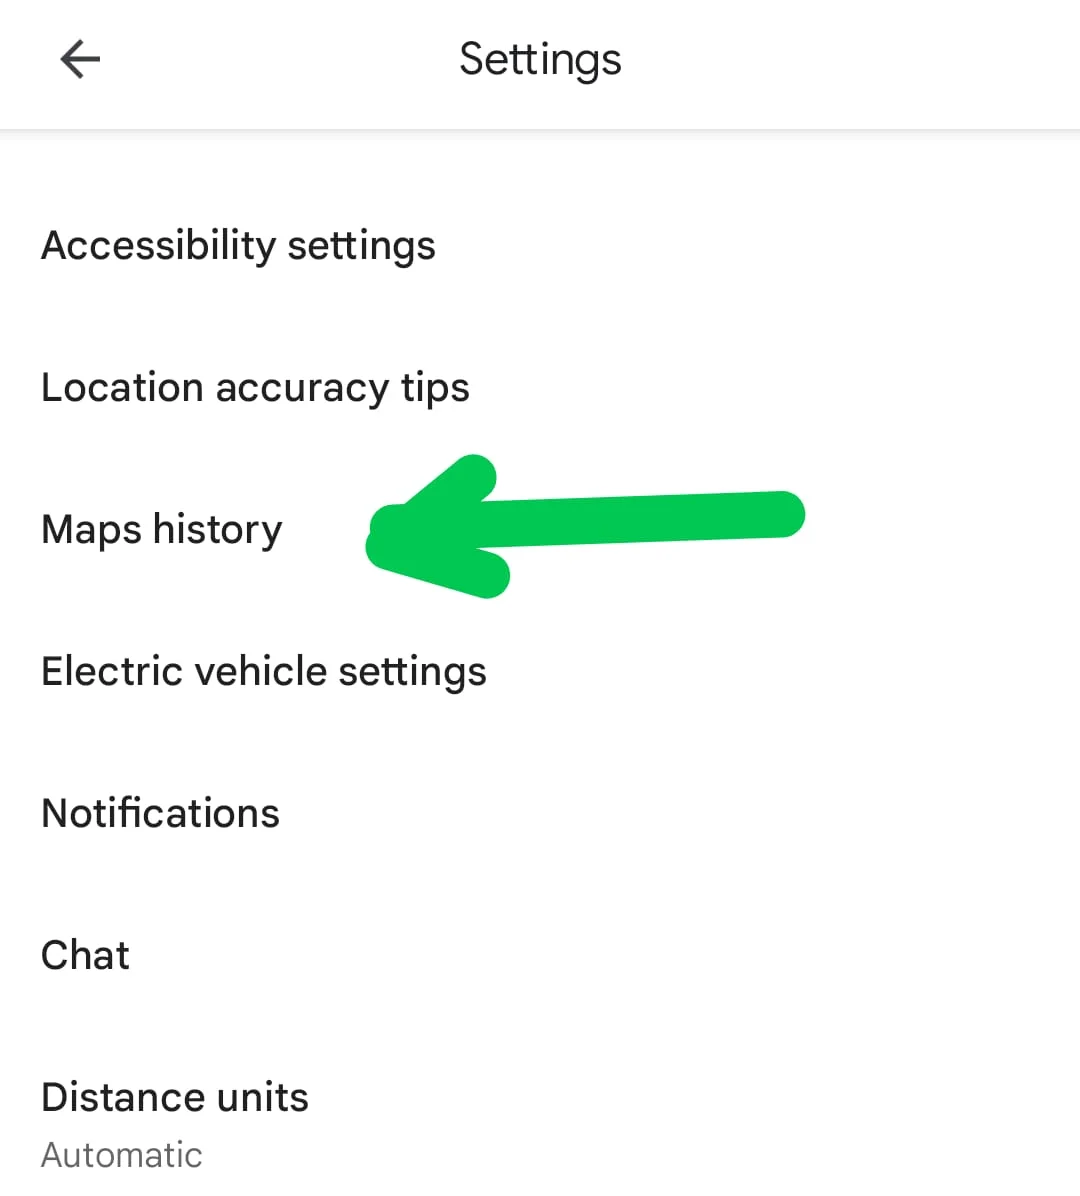 Settings
Accessibility settings
Location accuracy tips
Maps history
Electric vehicle settings
Notifications
Chat
Distance units
Automatic